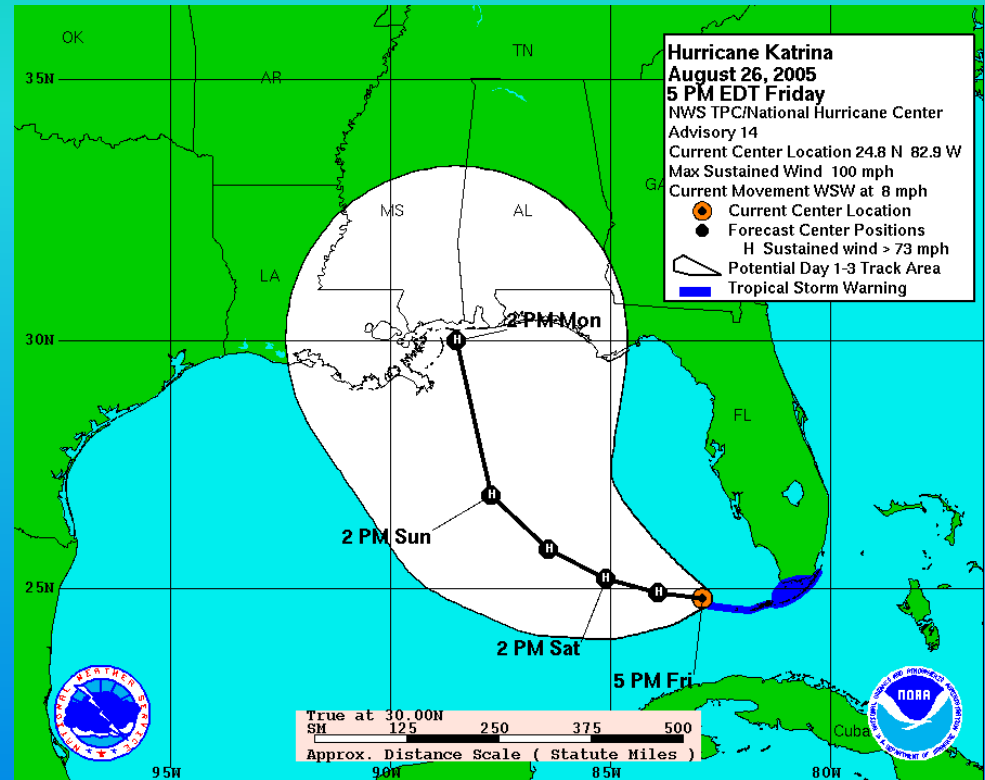 OK
TN
Hurricane Katrina
August 26, 2005
5 PM EDT Friday
NWS TPC/National Hurricane Center
Advisory 14
Current Center Location 24.8 N 82.9 W
Max Sustained Wind 100 mph
Current Movement WSW at 8 mph
Current Center Location
Forecast Center Positions
H Sustained wind > 73 mph
Potential Day 1-3 Track Area
Tropical Storm Warning
35N
AR
GA
MS
AL
LA
2 PM Mon
30N
H
FL
H
2 PM Sun
H
25N
H
H
2 PM Sat
5 PM Fri
NATIONAL WEATHER SERVICE
NOAA
True at 30.00N
SM 125 250 375 500
Approx. Distance Scale ( Statute Miles )
Cuba
95W
90W
85W
80W